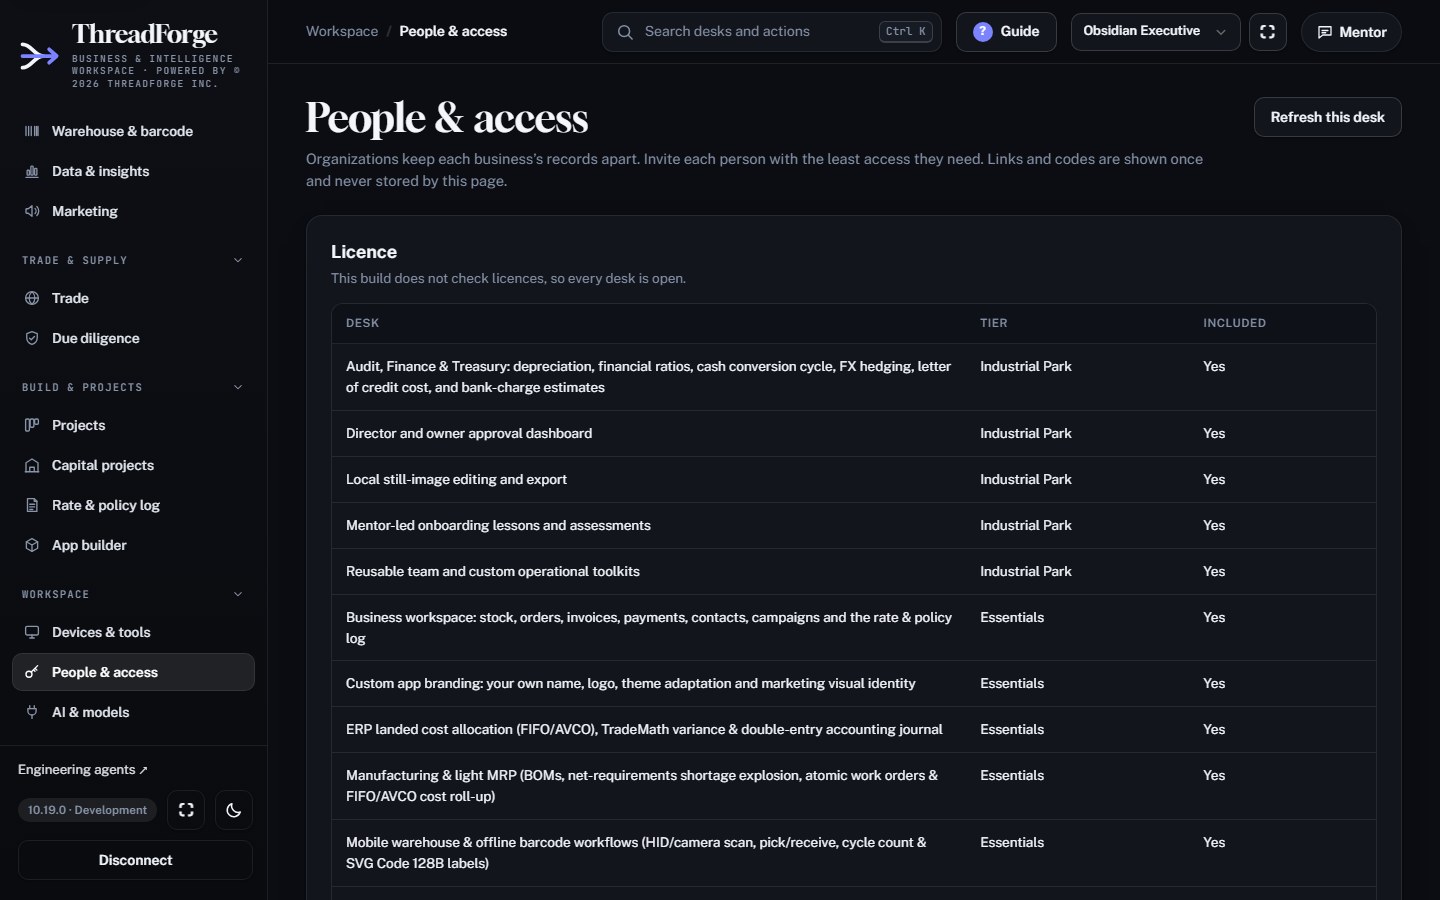 ThreadForge
BUSINESS & INTELLIGENCE
WORKSPACE · POWERED BY ©
2026 THREADFORGE INC.
Warehouse & barcode
Data & insights
Marketing
TRADE & SUPPLY
Trade
Due diligence
BUILD & PROJECTS
Projects
Capital projects
Rate & policy log
App builder
WORKSPACE
Devices & tools
People & access
AI & models
Engineering agents ↗
10.19.0 · Development
Disconnect
Workspace / People & access
Search desks and actions
Ctrl K
? Guide
Obsidian Executive
Mentor
People & access
Refresh this desk
Organizations keep each business's records apart. Invite each person with the least access they need. Links and codes are shown once
and never stored by this page.
Licence
This build does not check licences, so every desk is open.
DESK TIER INCLUDED
Audit, Finance & Treasury: depreciation, financial ratios, cash conversion cycle, FX hedging, letter
of credit cost, and bank-charge estimates
Industrial Park Yes
Director and owner approval dashboard Industrial Park Yes
Local still-image editing and export Industrial Park Yes
Mentor-led onboarding lessons and assessments Industrial Park Yes
Reusable team and custom operational toolkits Industrial Park Yes
Business workspace: stock, orders, invoices, payments, contacts, campaigns and the rate & policy
log
Essentials Yes
Custom app branding: your own name, logo, theme adaptation and marketing visual identity Essentials Yes
ERP landed cost allocation (FIFO/AVCO), TradeMath variance & double-entry accounting journal Essentials Yes
Manufacturing & light MRP (BOMs, net-requirements shortage explosion, atomic work orders &
FIFO/AVCO cost roll-up)
Essentials Yes
Mobile warehouse & offline barcode workflows (HID/camera scan, pick/receive, cycle count &
SVG Code 128B labels)
Essentials Yes